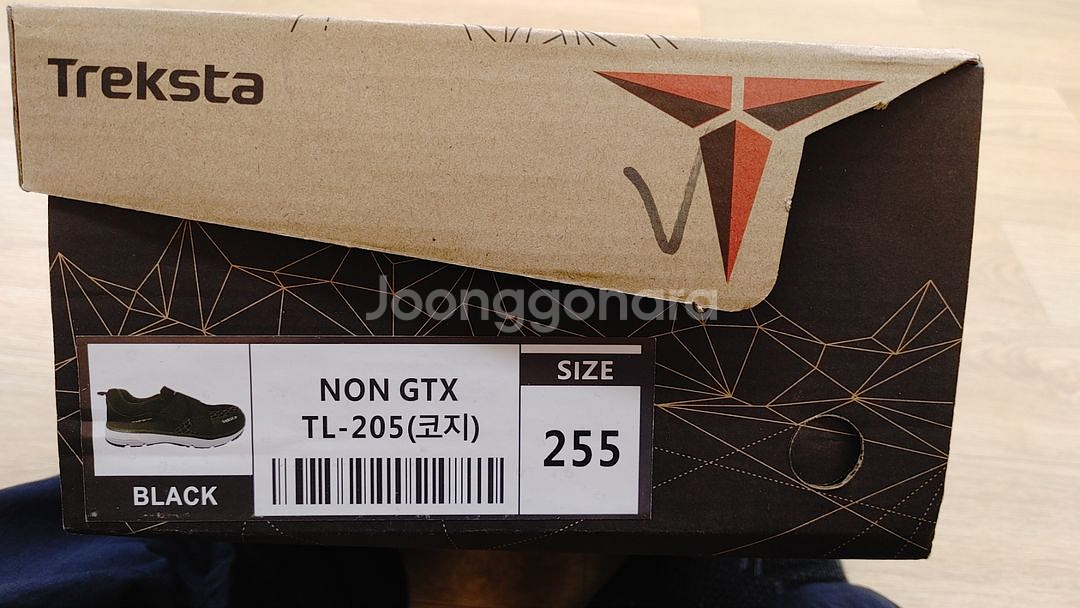 Treksta
Joonggonara
NON GTX
TL-205(코지)
SIZE
255
BLACK